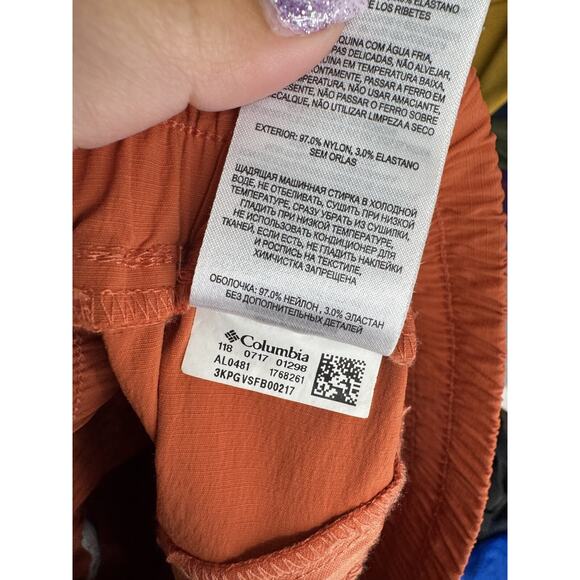 ELASTANO
E LOS RIBETES
QUINA COM ÁGUA FRIA,
PAS DELICADAS, NÃO ALVEJAR,
QUINA EM TEMPERATURA BAIXA,
ONTAMENTE, PASSAR A FERRO EM
TEMPERATURA, NÃO USAR AMACIANTE,
PRESENTE, NÃO PASSAR O FERRO SOBRE
DECALQUE, NÃO UTILIZAR LIMPEZA A SECO
EXTERIOR: 97.0% NYLON, 3.0% ELASTANO
SEM ORLAS
ЩАДЯЩАЯ МАШИННАЯ СТИРКА В ХОЛОДНОЙ
ВОДЕ, НЕ ОТБЕЛИВАТЬ, СУШИТЬ ПРИ НИЗКОЙ
ТЕМПЕРАТУРЕ, СРАЗУ УБРАТЬ ИЗ СУШИЛКИ,
ГЛАДИТЬ ПРИ НИЗКОЙ ТЕМПЕРАТУРЕ,
НЕ ИСПОЛЬЗОВАТЬ КОНДИЦИОНЕР ДЛЯ
ТКАНЕЙ, ЕСЛИ ЕСТЬ, НЕ ГЛАДИТЬ НАКЛЕЙКИ
И РОСПИСЬ НА ТЕКСТИЛЕ,
ХИМЧИСТКА ЗАПРЕЩЕНА
ОБОЛОЧКА: 97.0% НЕЙЛОН , 3.0% ЭЛАСТАН
БЕЗ ДОПОЛНИТЕЛЬНЫХ ДЕТАЛЕЙ
Columbia
118 0717 01298
AL0481 1768261
3KPGVSFB00217